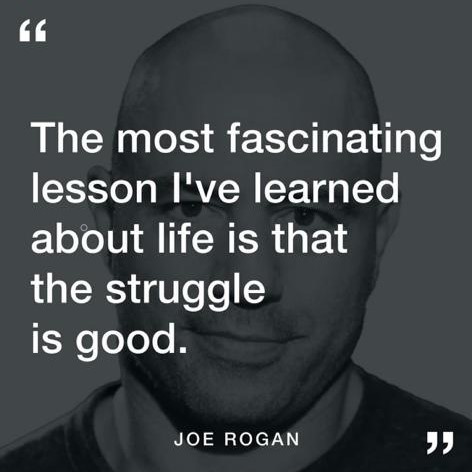 “
The most fascinating
lesson I've learned
about life is that
the struggle
is good.
JOE ROGAN
”